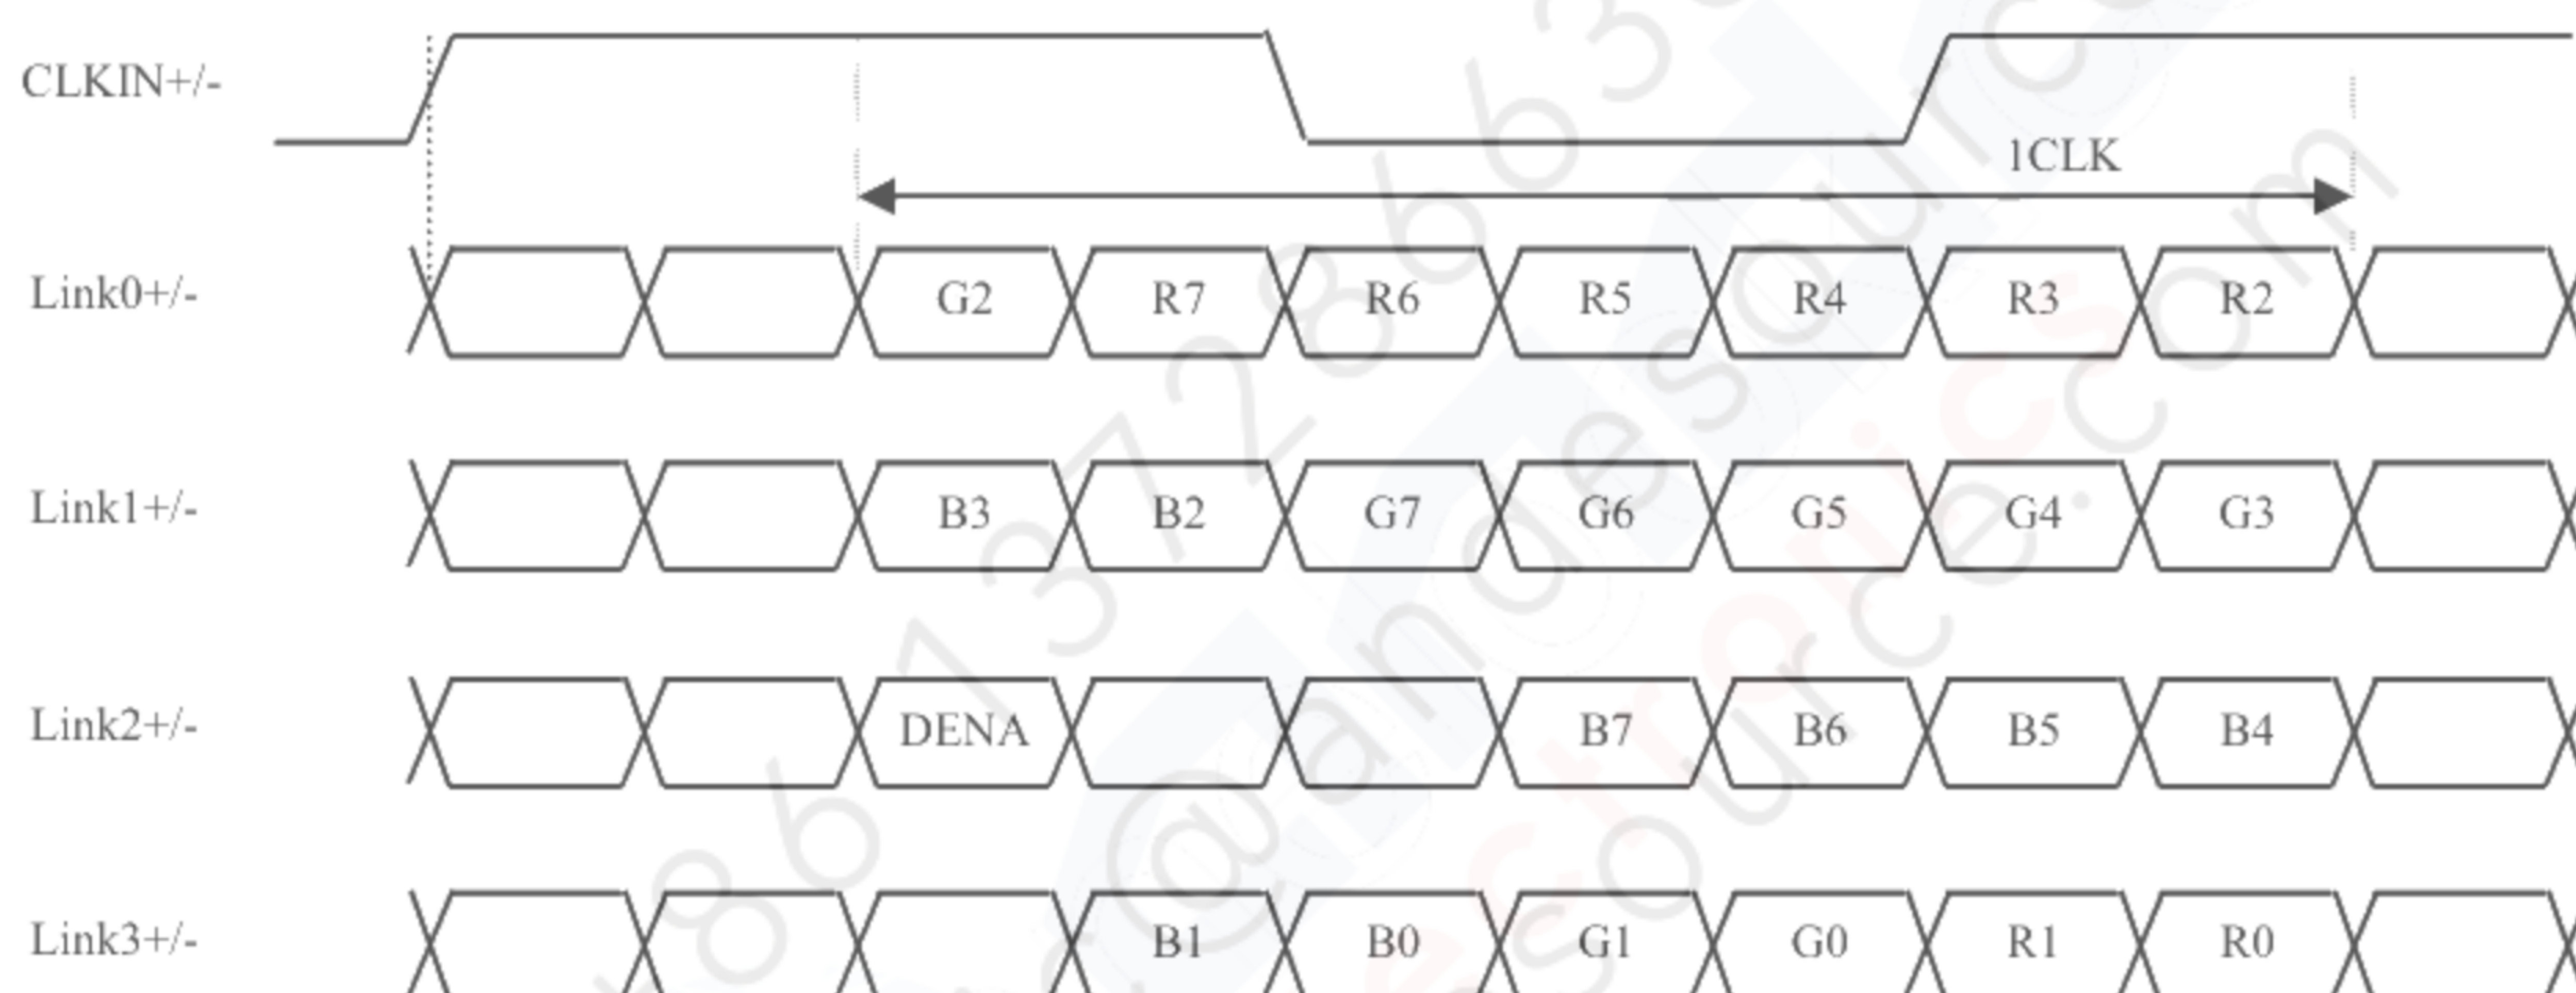 CLKIN+/-
1CLK
Link0+/- G2 R7 R6 R5 R4 R3 R2
Link1+/- B3 B2 G7 G6 G5 G4 G3
Link2+/- DENA B7 B6 B5 B4
Link3+/- B1 B0 G1 G0 R1 R0